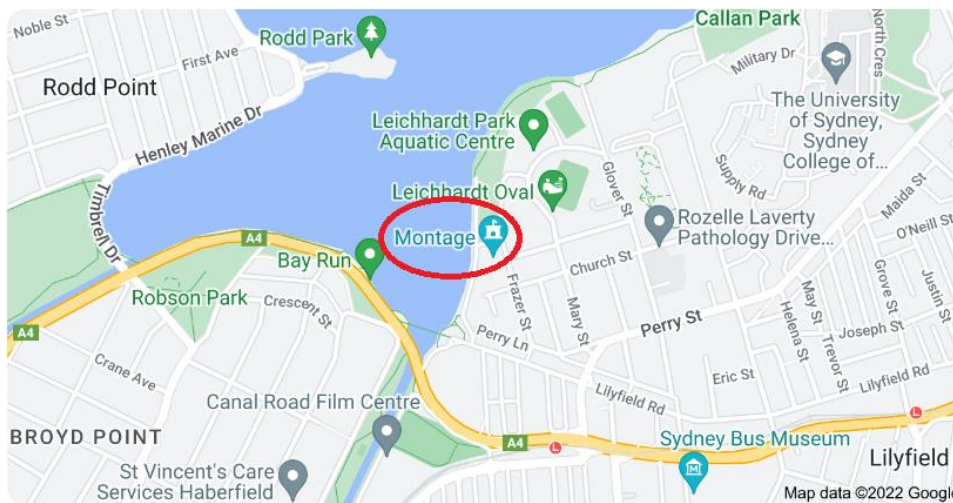 Noble St
First Ave
Rodd Park
Callan Park
North Cres
Military Dr
Rodd Point
Henley Marine Dr
Leichhardt Park
Aquatic Centre
The University
of Sydney,
Sydney
College of...
Timbrell Dr
Leichhardt Oval
Glover St
Supply Rd
Maida St
Montage
Rozelle Laverty
Pathology Drive...
O'Neill St
A4
Bay Run
Church St
Robson Park
Crescent St
Frazer St
Mary St
Grove St
Justin St
A4
Perry Ln
Perry St
Helena St
May St
Trevor St
Joseph St
Crane Ave
Eric St
Lilyfield Rd
Canal Road Film Centre
L
BROYD POINT
A4
L
Sydney Bus Museum
St Vincent's Care
Services Haberfield
M
Lilyfield
Map data ©2022 Google